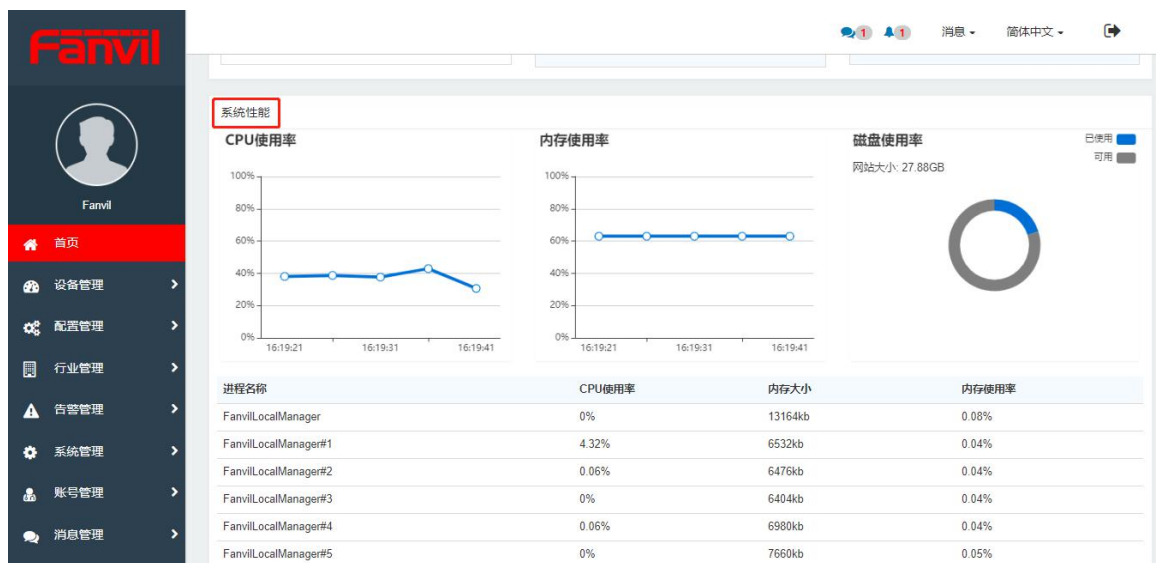 Fanvil
1 1 消息 简体中文
Fanvil
首页
设备管理
配置管理
行业管理
告警管理
系统管理
账号管理
消息管理
系统性能
CPU使用率
100%
80%
60%
40%
20%
0%
16:19:21 16:19:31 16:19:41
内存使用率
100%
80%
60%
40%
20%
0%
16:19:21 16:19:31 16:19:41
磁盘使用率
网站大小: 27.88GB
已使用
可用
进程名称 CPU使用率 内存大小 内存使用率
FanvilLocalManager 0% 13164kb 0.08%
FanvilLocalManager#1 4.32% 6532kb 0.04%
FanvilLocalManager#2 0.06% 6476kb 0.04%
FanvilLocalManager#3 0% 6404kb 0.04%
FanvilLocalManager#4 0.06% 6980kb 0.04%
FanvilLocalManager#5 0% 7660kb 0.05%